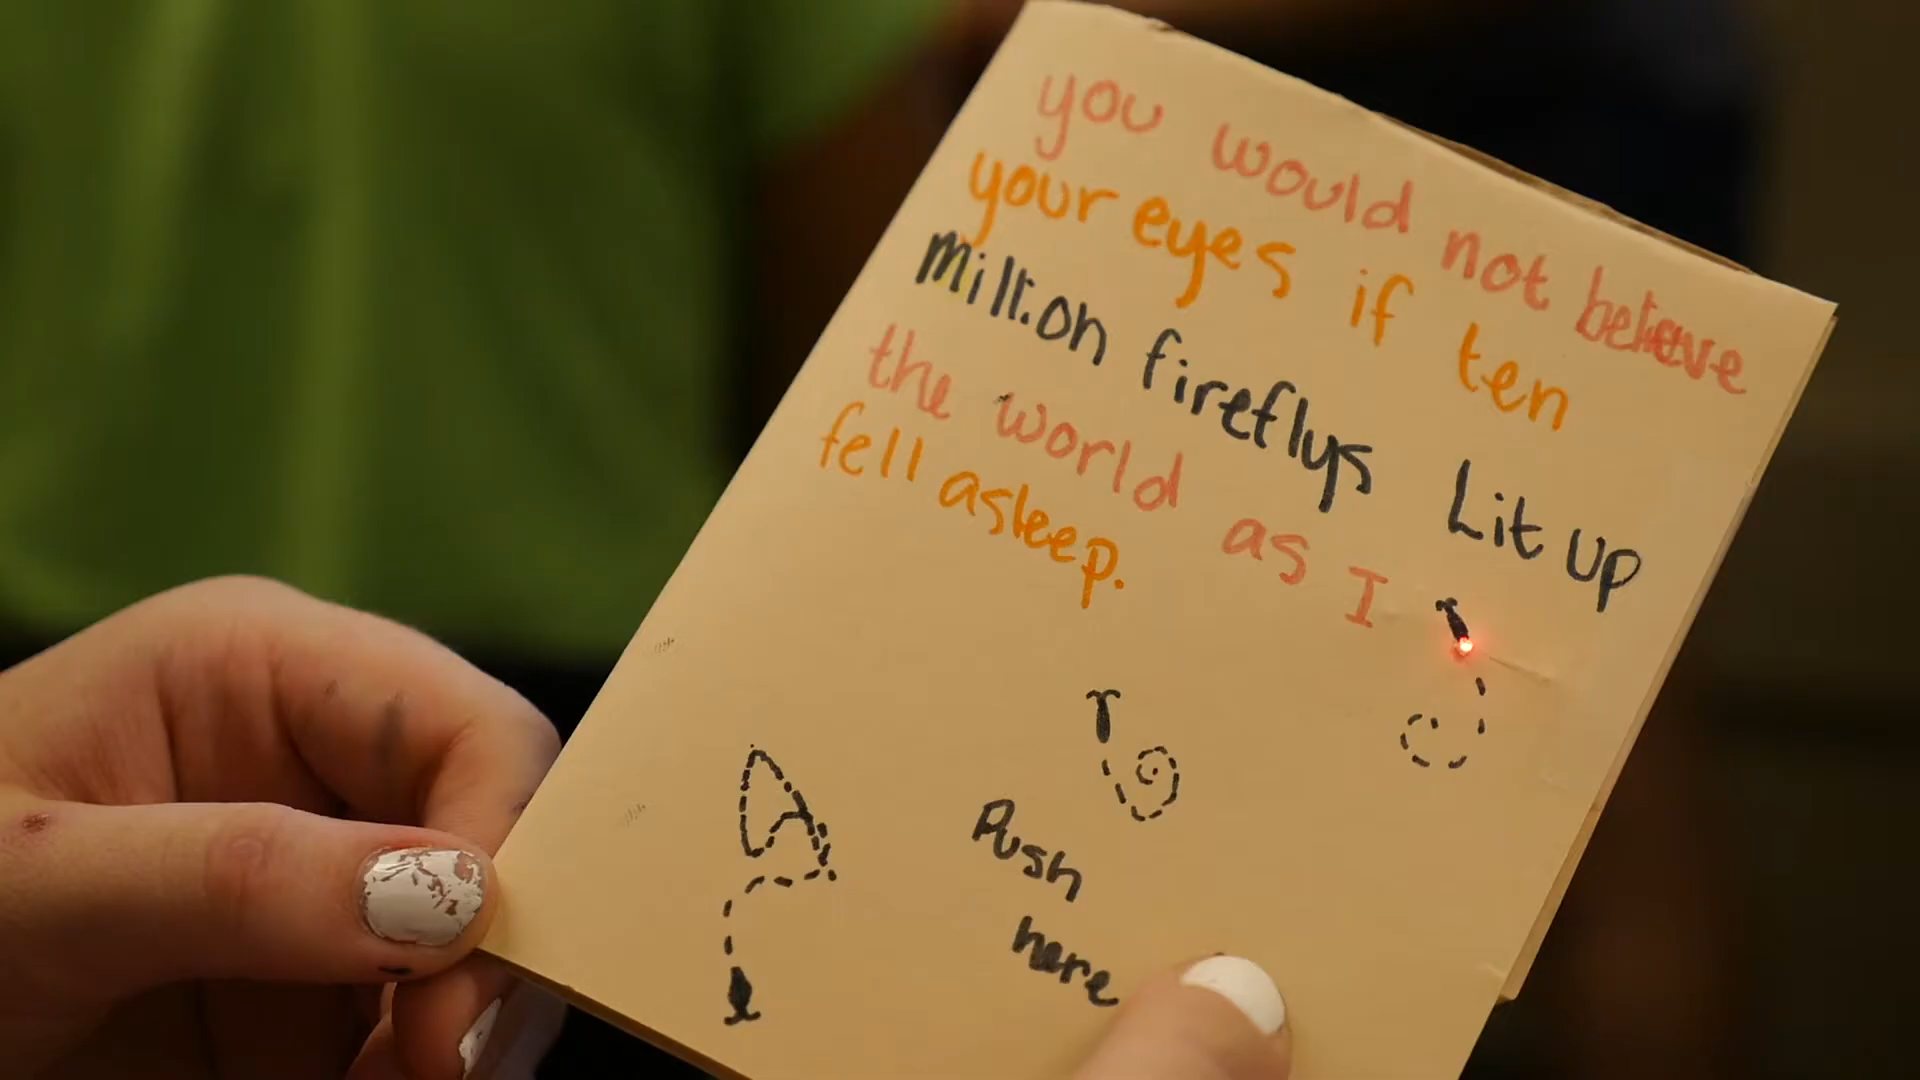 you would not believe
your eyes if ten
million fireflys Lit up
the world as I
fell asleep.
Push
here